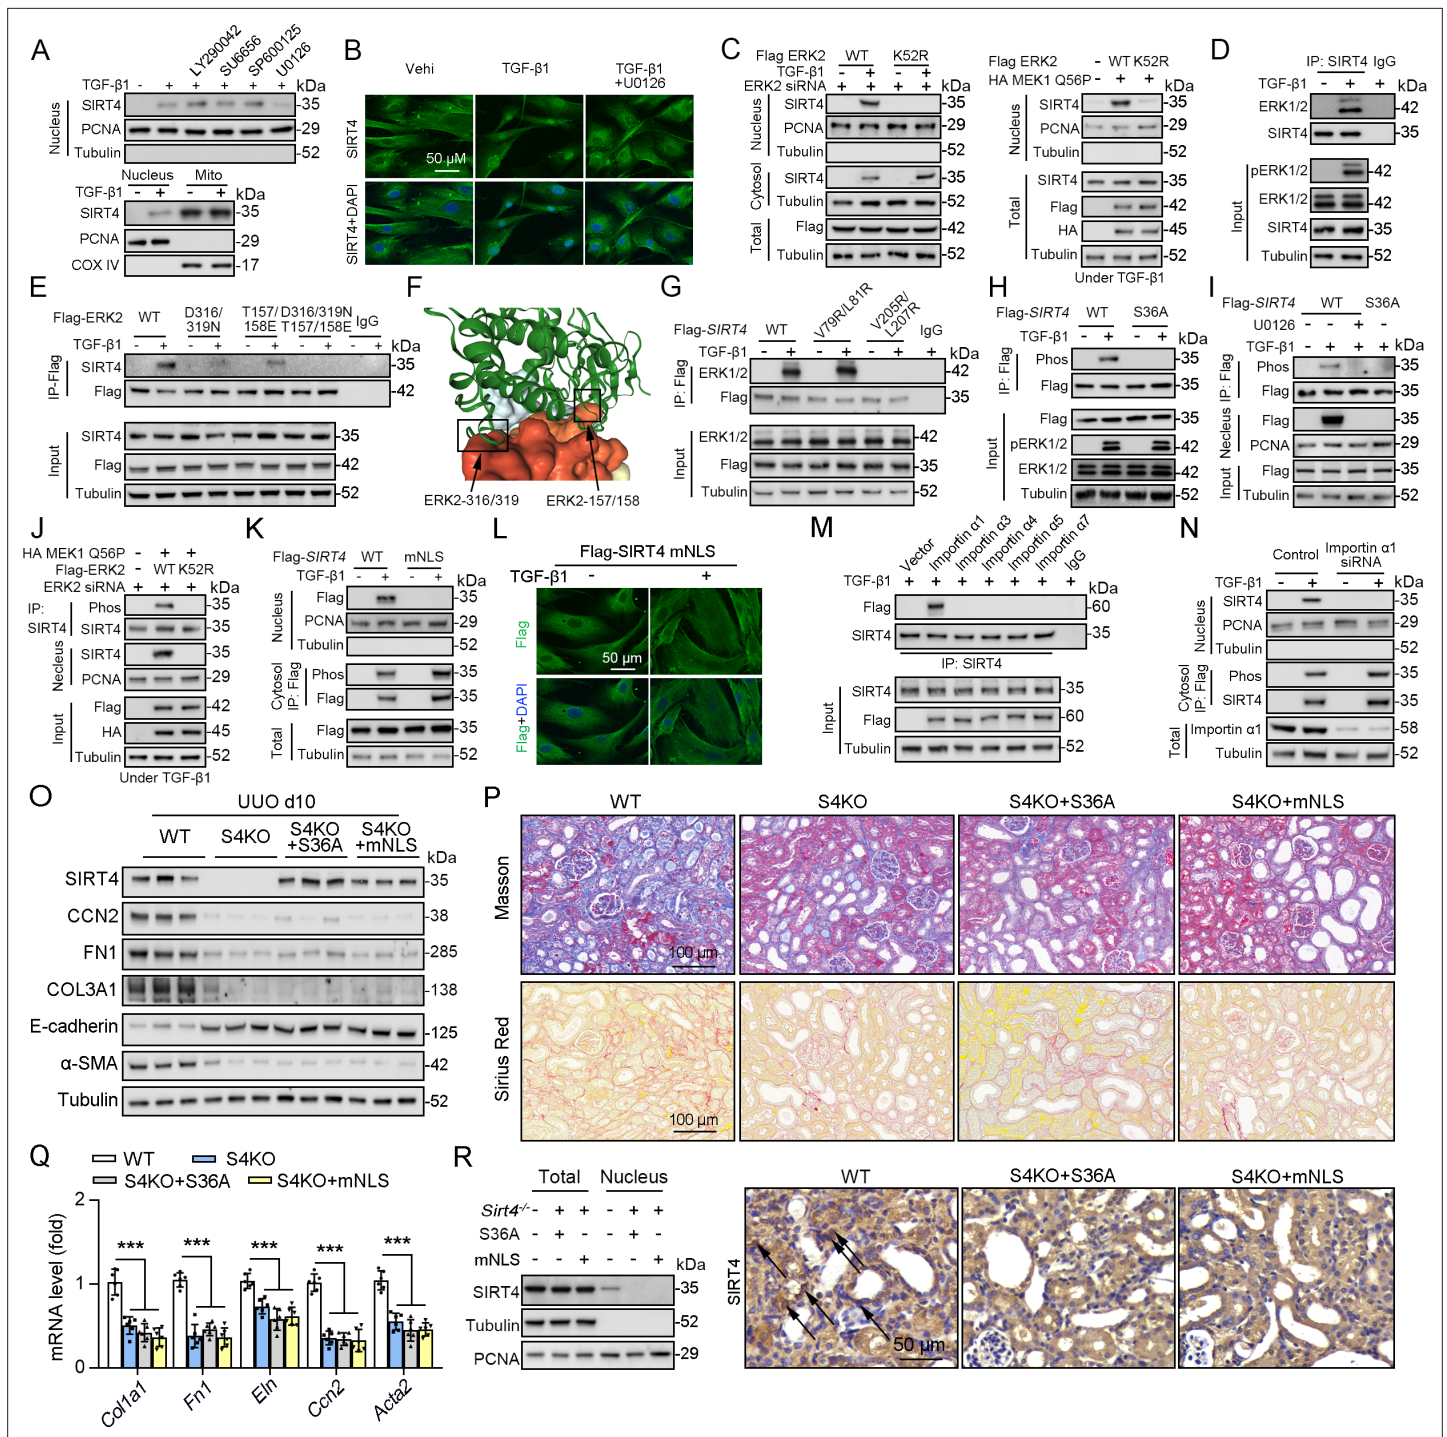 A
LY290042
SU6656
SP600125
U0126
TGF-β1 - + + + + + kDa
Nucleus
SIRT4 -35
PCNA -29
Tubulin -52
Nucleus Mito
TGF-β1 - + - + kDa
SIRT4 -35
PCNA -29
COX IV -17
B
Vehi TGF-β1 TGF-β1
+U0126
SIRT4
50 μM
SIRT4+DAPI
C
Flag ERK2 WT K52R
TGF-β1 - + - +
ERK2 siRNA + + + + kDa
Nucleus
SIRT4 -35
PCNA -29
Tubulin -52
Cytosol
SIRT4 -35
Tubulin -52
Total
Flag -42
Tubulin -52
Flag ERK2 - WT K52R
HA MEK1 Q56P - + + kDa
Nucleus
SIRT4 -35
PCNA -29
Tubulin -52
Total
SIRT4 -35
Flag -42
HA -45
Tubulin -52
Under TGF-β1
D
IP: SIRT4 IgG
TGF-β1 - + + kDa
ERK1/2 42
SIRT4 35
Input
pERK1/2 -42
ERK1/2 -42
SIRT4 -35
Tubulin -52
E
Flag-ERK2 WT D316/319N T157/158E D316/319N T157/158E IgG
TGF-β1 - + - + - + - + - + kDa
IP-Flag
SIRT4 -35
Flag -42
Input
SIRT4 -35
Flag -42
Tubulin -52
F
ERK2-316/319 ERK2-157/158
G
Flag-SIRT4 WT V79R/L81R V205R/L207R IgG
TGF-β1 - + - + - + + kDa
IP: Flag
ERK1/2 -42
Flag -35
Input
ERK1/2 -42
Flag -35
Tubulin -52
H
Flag-SIRT4 WT S36A
TGF-β1 - + - + kDa
IP: Flag
Phos -35
Flag -35
Input
Flag -35
pERK1/2 -42
ERK1/2 -42
Tubulin -52
I
Flag-SIRT4 WT S36A
U0126 - - + -
TGF-β1 - + + + kDa
IP: Flag
Phos -35
Flag -35
Necleus
Flag -35
PCNA -29
Input
Flag -35
Tubulin -52
J
HA MEK1 Q56P - + +
Flag-ERK2 - WT K52R
ERK2 siRNA + + + kDa
IP: SIRT4
Phos -35
SIRT4 -35
Necleus
SIRT4 -35
PCNA -29
Input
Flag -42
HA -45
Tubulin -52
Under TGF-β1
K
Flag-SIRT4 WT mNLS
TGF-β1 - + - + kDa
Nucleus
Flag -35
PCNA -29
Tubulin -52
Cytosol
IP: Flag
Phos -35
Flag -35
Total
Flag -35
Tubulin -52
L
Flag-SIRT4 mNLS
TGF-β1 - +
Flag
50 μm
Flag+DAPI
M
Vector
Importin α1
Importin α3
Importin α4
Importin α5
Importin α7
IgG
TGF-β1 + + + + + + + kDa
Flag -60
SIRT4 -35
IP: SIRT4
Input
SIRT4 -35
Flag -60
Tubulin -52
N
Control Importin α1
siRNA
TGF-β1 - + - + kDa
Nucleus
SIRT4 -35
PCNA -29
Tubulin -52
Cytosol
IP: Flag
Phos -35
SIRT4 -35
Total
Importin α1 -58
Tubulin -52
O
UUO d10
WT S4KO S4KO+S36A S4KO+mNLS
kDa
SIRT4 -35
CCN2 -38
FN1 -285
COL3A1 -138
E-cadherin -125
α-SMA -42
Tubulin -52
P
WT S4KO S4KO+S36A S4KO+mNLS
Masson
100 μm
Sirius Red
100 μm
Q
WT S4KO
S4KO+S36A S4KO+mNLS
mRNA level (fold)
2
1
0
*** *** *** *** ***
Col1a1 Fn1 Eln Ccn2 Acta2
R
Total Nucleus
Sirt4-/- - + + - + +
S36A - + - - + -
mNLS - - + - - + kDa
SIRT4 -35
Tubulin -52
PCNA -29
WT S4KO+S36A S4KO+mNLS
SIRT4
50 μm